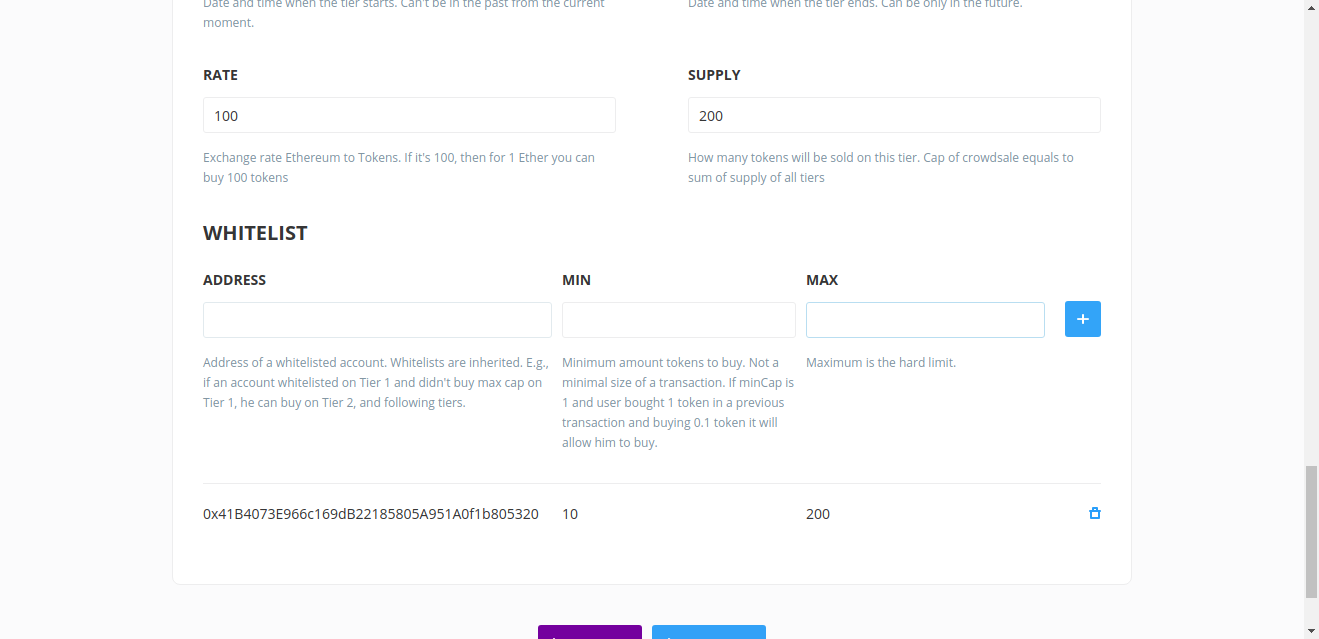 Date and time when the tier starts. Can't be in the past from the current
moment.
Date and time when the tier ends. Can be only in the future.
RATE
SUPPLY
100
200
Exchange rate Ethereum to Tokens. If it's 100, then for 1 Ether you can
buy 100 tokens
How many tokens will be sold on this tier. Cap of crowdsale equals to
sum of supply of all tiers
WHITELIST
ADDRESS
MIN
MAX
+
Address of a whitelisted account. Whitelists are inherited. E.g.,
if an account whitelisted on Tier 1 and didn't buy max cap on
Tier 1, he can buy on Tier 2, and following tiers.
Minimum amount tokens to buy. Not a
minimal size of a transaction. If minCap is
1 and user bought 1 token in a previous
transaction and buying 0.1 token it will
allow him to buy.
Maximum is the hard limit.
0x41B4073E966c169dB22185805A951A0f1b805320
10
200